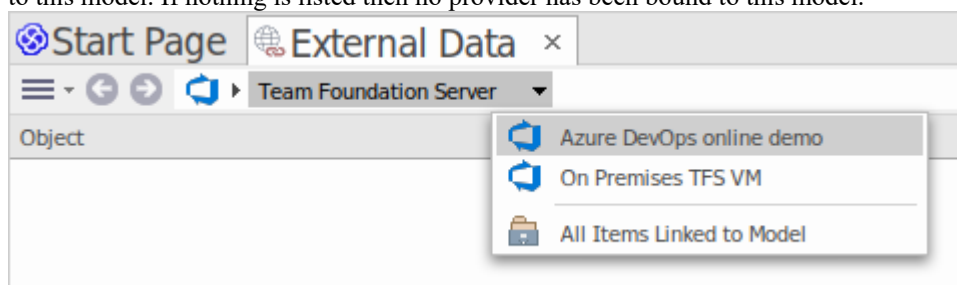 to this model. If nothing is listed then no provider has been bound to this model.
Start Page External Data ×
Team Foundation Server
Object
Azure DevOps online demo
On Premises TFS VM
All Items Linked to Model